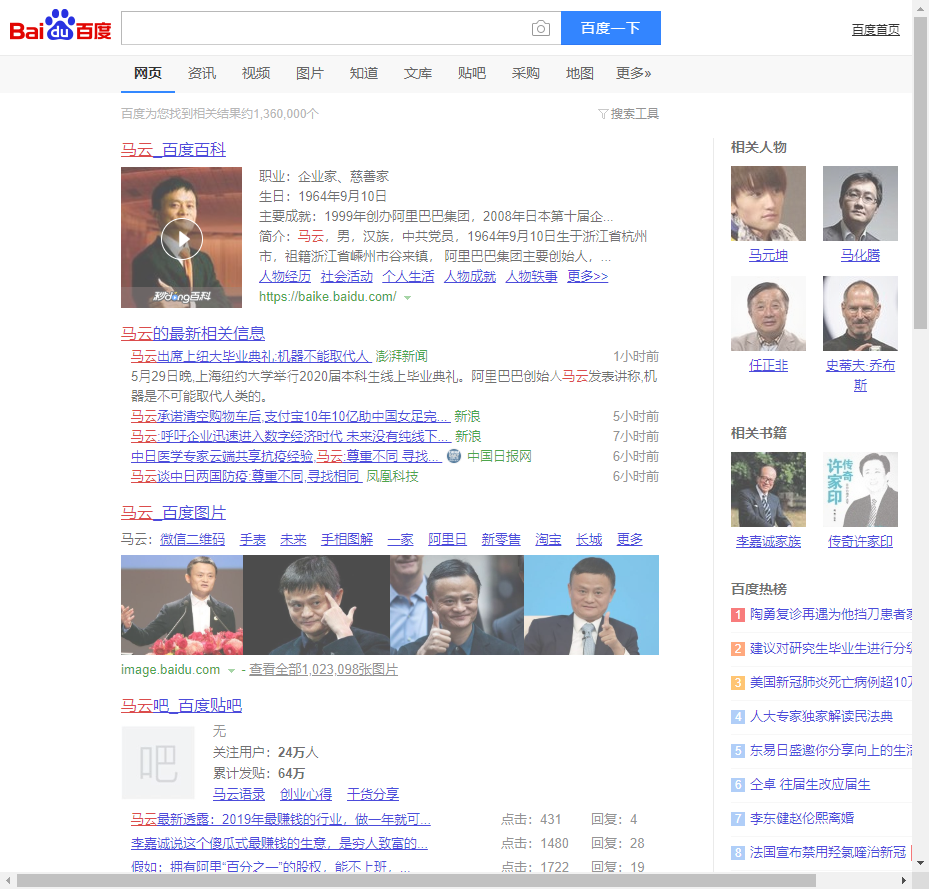 Bai du 百度
百度一下
百度首页
网页 资讯 视频 图片 知道 文库 贴吧 采购 地图 更多»
百度为您找到相关结果约1,360,000个
搜索工具
马云_百度百科
职业：企业家、慈善家
生日：1964年9月10日
主要成就：1999年创办阿里巴巴集团，2008年日本第十届企...
简介：马云，男，汉族，中共党员，1964年9月10日生于浙江省杭州
市，祖籍浙江省嵊州市谷来镇， 阿里巴巴集团主要创始人，...
人物经历 社会活动 个人生活 人物成就 人物轶事 更多>>
秒dǒng百科
https://baike.baidu.com/
马云的最新相关信息
马云出席上纽大毕业典礼:机器不能取代人 澎湃新闻 1小时前
5月29日晚,上海纽约大学举行2020届本科生线上毕业典礼。阿里巴巴创始人马云发表讲称,机
器是不可能取代人类的。
马云承诺清空购物车后,支付宝10年10亿助中国女足完... 新浪 5小时前
马云:呼吁企业迅速进入数字经济时代 未来没有纯线下... 新浪 7小时前
中日医学专家云端共享抗疫经验,马云:尊重不同 寻找... 中国日报网 6小时前
马云谈中日两国防疫:尊重不同,寻找相同 凤凰科技 6小时前
马云_百度图片
马云： 微信二维码 手表 未来 手相图解 一家 阿里日 新零售 淘宝 长城 更多
image.baidu.com - 查看全部1,023,098张图片
马云吧_百度贴吧
吧
无
关注用户：24万人
累计发贴：64万
马云语录 创业心得 干货分享
马云最新透露：2019年最赚钱的行业，做一年就可... 点击：431 回复：4
李嘉诚说这个傻瓜式最赚钱的生意，是穷人致富的... 点击：1480 回复：28
假如：拥有阿里“百分之一”的股权，能不上班，... 点击：1722 回复：19
相关人物
马元坤 马化腾
任正非 史蒂夫·乔布
斯
相关书籍
传奇
许家印
李嘉诚家族 传奇许家印
百度热榜
1 陶勇复诊再遇为他挡刀患者家
2 建议对研究生毕业生进行分级
3 美国新冠肺炎死亡病例超10万
4 人大专家独家解读民法典
5 东易日盛邀你分享向上的生活
6 仝卓 往届生改应届生
7 李东健赵伦熙离婚
8 法国宣布禁用羟氯喹治新冠